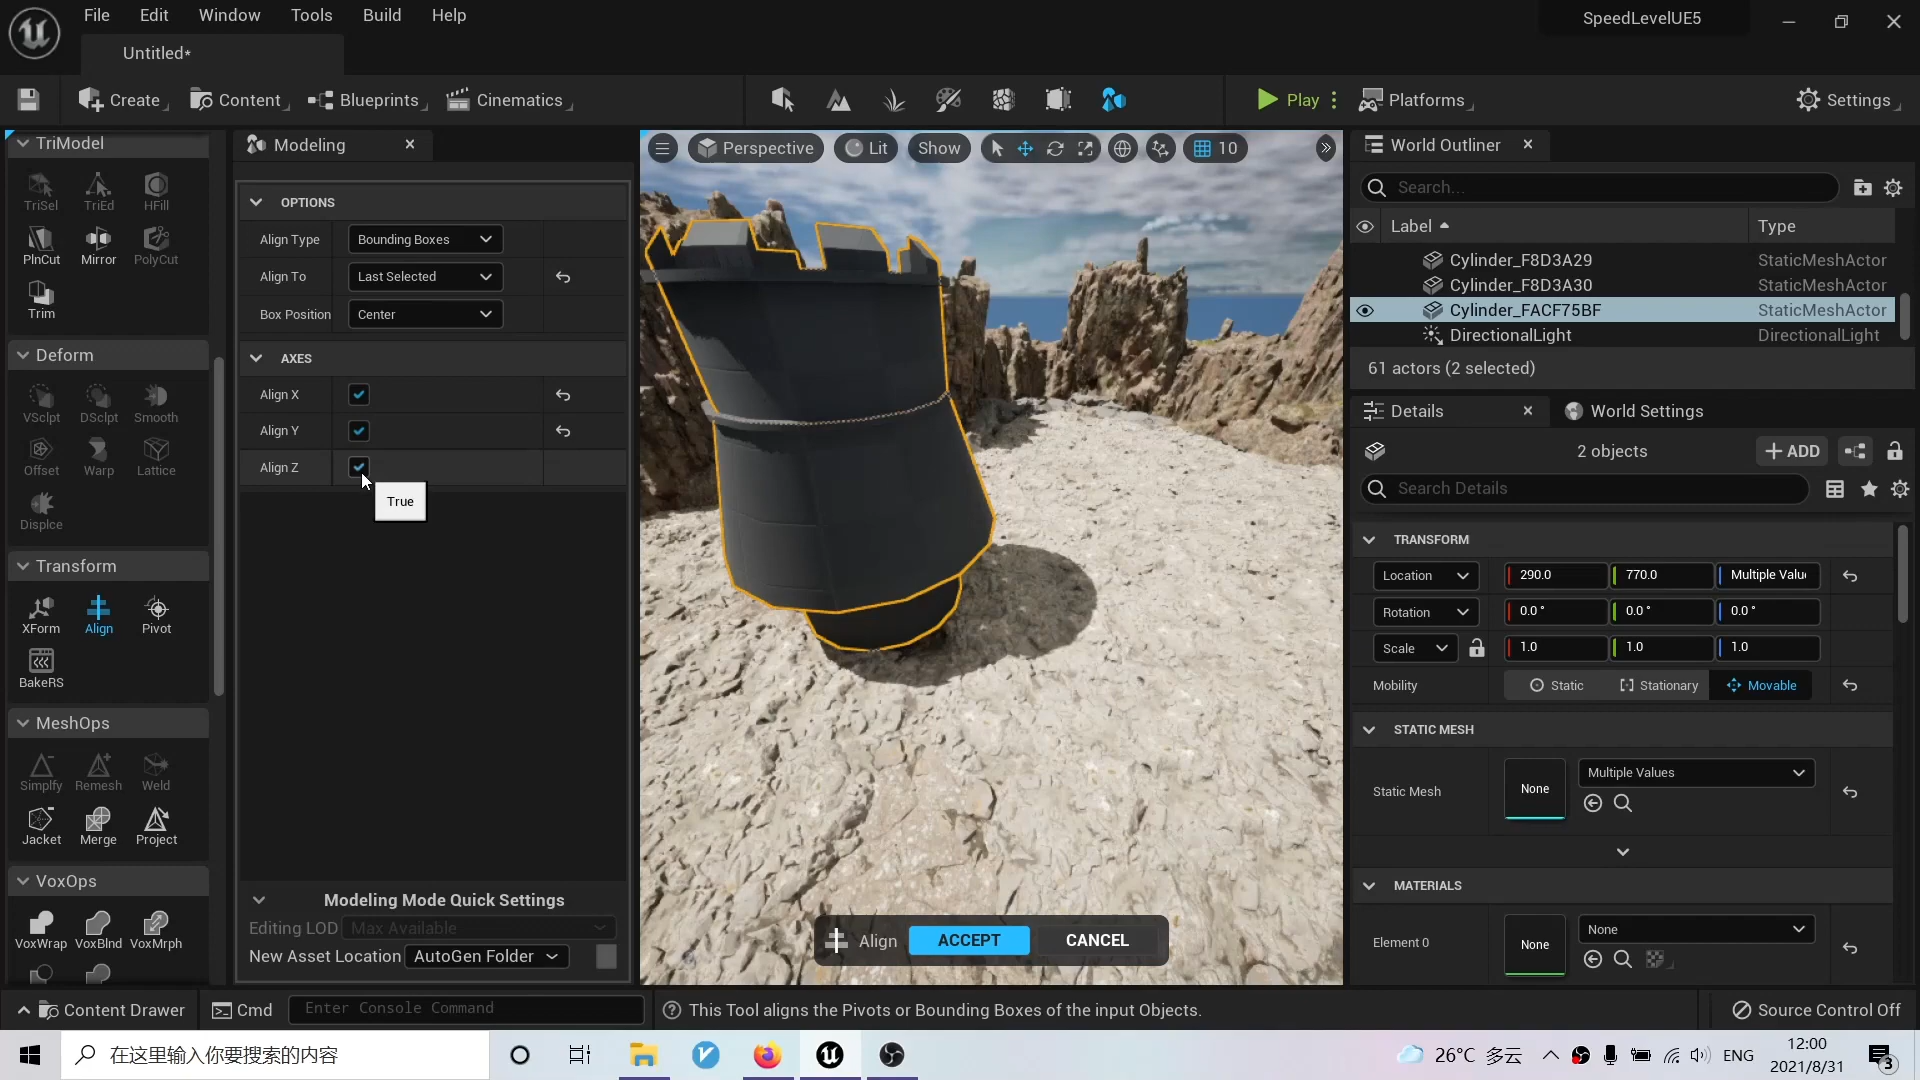 File Edit Window Tools Build Help
SpeedLevelUE5
Untitled*
Create Content Blueprints Cinematics Play Platforms Settings
TriModel
TriSel TriEd HFill
PlnCut Mirror PolyCut
Trim
Deform
VSclpt DSclpt Smooth
Offset Warp Lattice
Displce
Transform
XForm Align Pivot
BakeRS
MeshOps
Simplfy Remesh Weld
Jacket Merge Project
VoxOps
VoxWrap VoxBlnd VoxMrph
Modeling
OPTIONS
Align Type Bounding Boxes
Align To Last Selected
Box Position Center
AXES
Align X
Align Y
Align Z
True
Modeling Mode Quick Settings
Editing LOD Max Available
New Asset Location AutoGen Folder
Perspective Lit Show 10
Align ACCEPT CANCEL
World Outliner
Search...
Label Type
Cylinder_F8D3A29 StaticMeshActor
Cylinder_F8D3A30 StaticMeshActor
Cylinder_FACF75BF StaticMeshActor
DirectionalLight DirectionalLight
61 actors (2 selected)
Details World Settings
2 objects ADD
Search Details
TRANSFORM
Location 290.0 770.0 Multiple Valu
Rotation 0.0 ° 0.0 ° 0.0 °
Scale 1.0 1.0 1.0
Mobility Static Stationary Movable
STATIC MESH
Static Mesh None Multiple Values
MATERIALS
Element 0 None None
Content Drawer Cmd Enter Console Command This Tool aligns the Pivots or Bounding Boxes of the input Objects. Source Control Off
在这里输入你要搜索的内容
26°C 多云 ENG
12:00
2021/8/31
3